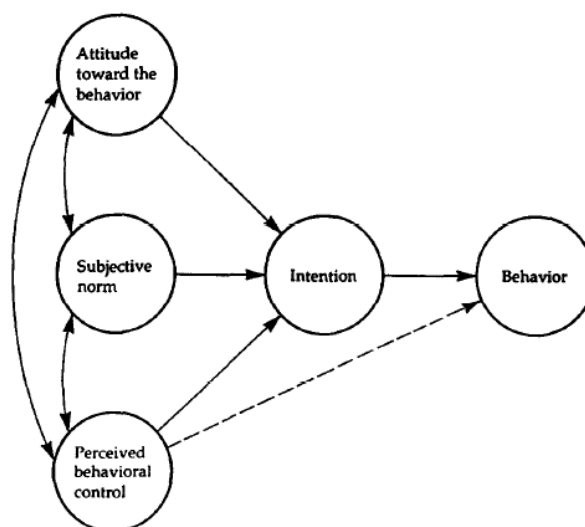 Attitude
toward the
behavior
Subjective
norm
Intention
Behavior
Perceived
behavioral
control